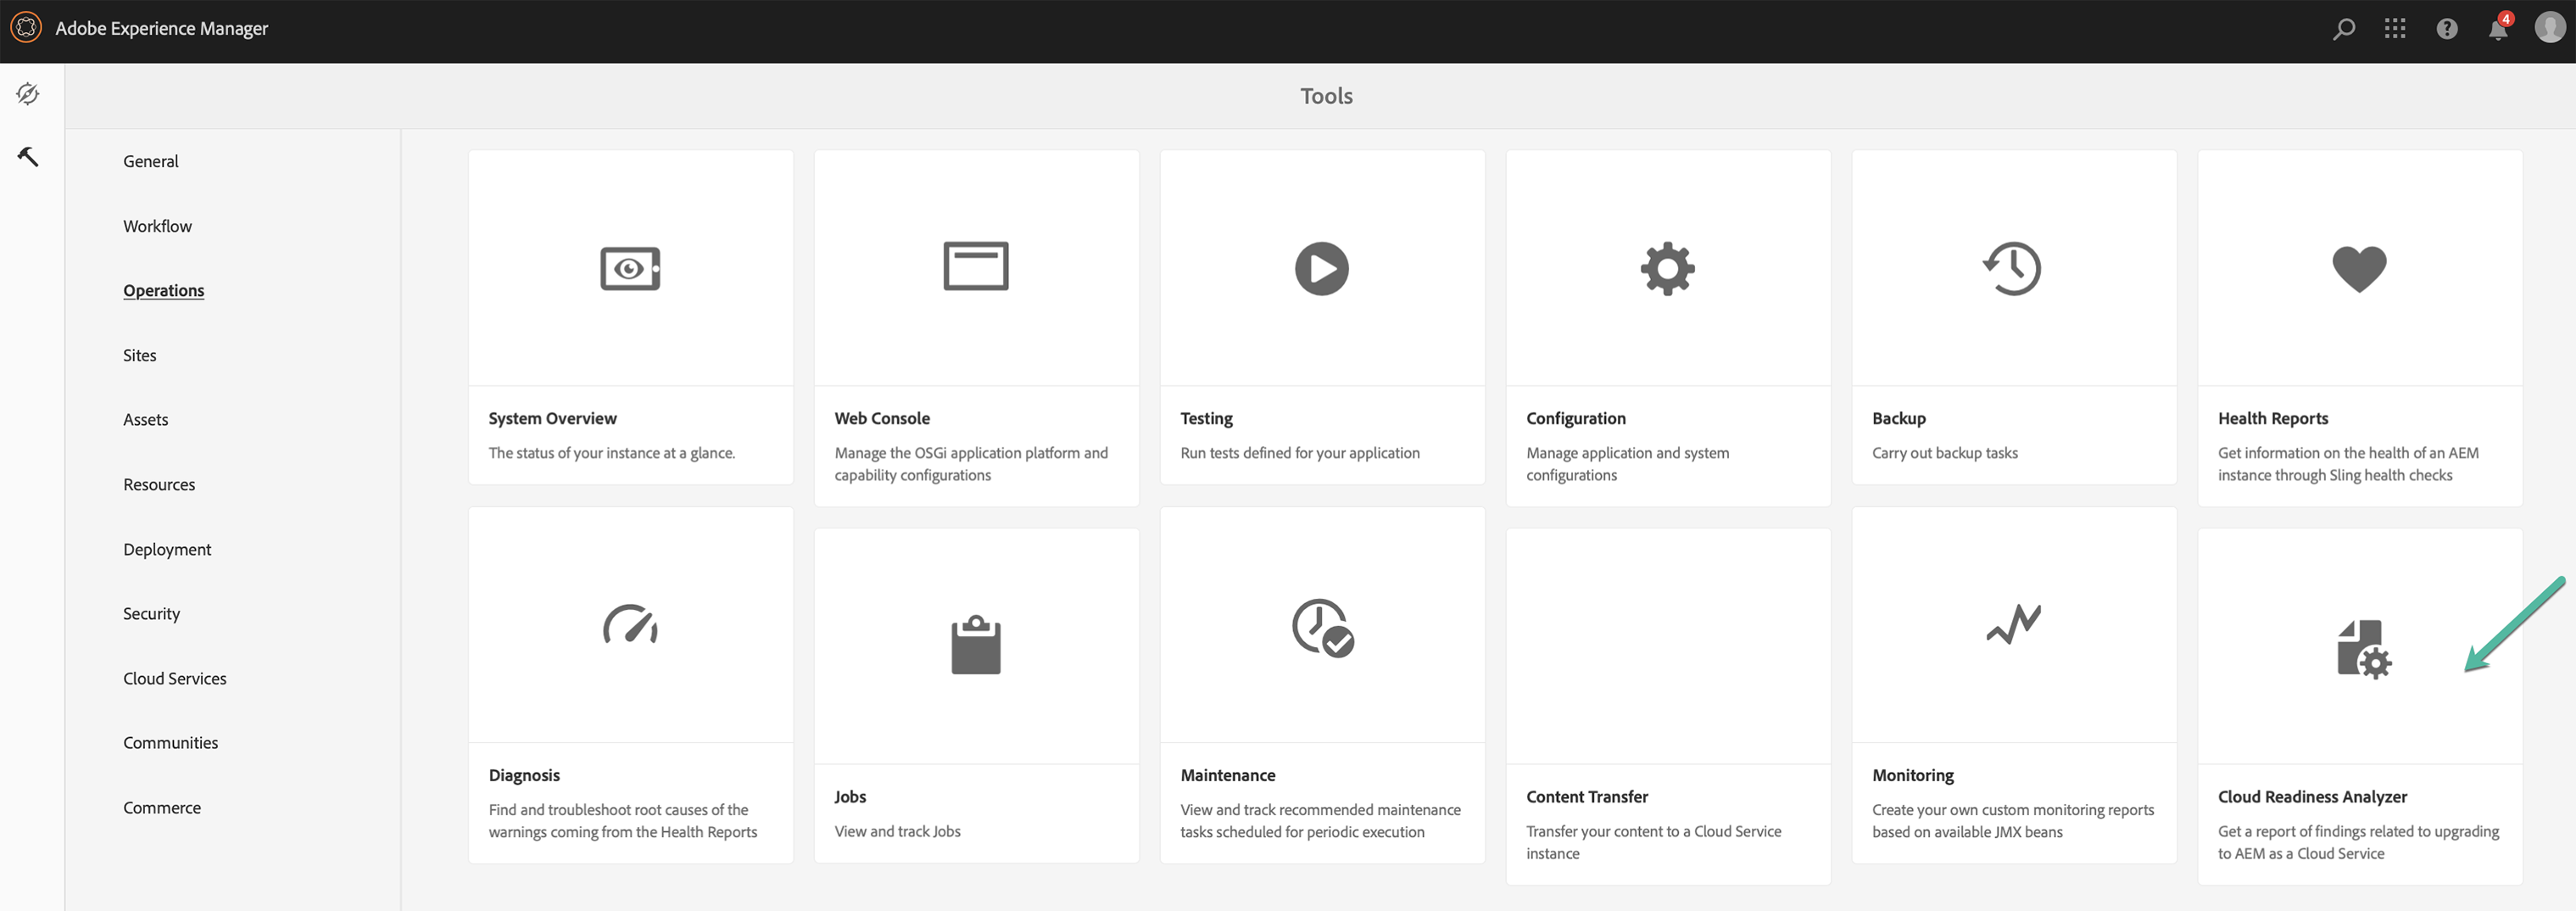 Adobe Experience Manager
4
Tools
General
Workflow
Operations
Sites
Assets
Resources
Deployment
Security
Cloud Services
Communities
Commerce
System Overview
The status of your instance at a glance.
Web Console
Manage the OSGi application platform and
capability configurations
Testing
Run tests defined for your application
Configuration
Manage application and system
configurations
Backup
Carry out backup tasks
Health Reports
Get information on the health of an AEM
instance through Sling health checks
Diagnosis
Find and troubleshoot root causes of the
warnings coming from the Health Reports
Jobs
View and track Jobs
Maintenance
View and track recommended maintenance
tasks scheduled for periodic execution
Content Transfer
Transfer your content to a Cloud Service
instance
Monitoring
Create your own custom monitoring reports
based on available JMX beans
Cloud Readiness Analyzer
Get a report of findings related to upgrading
to AEM as a Cloud Service